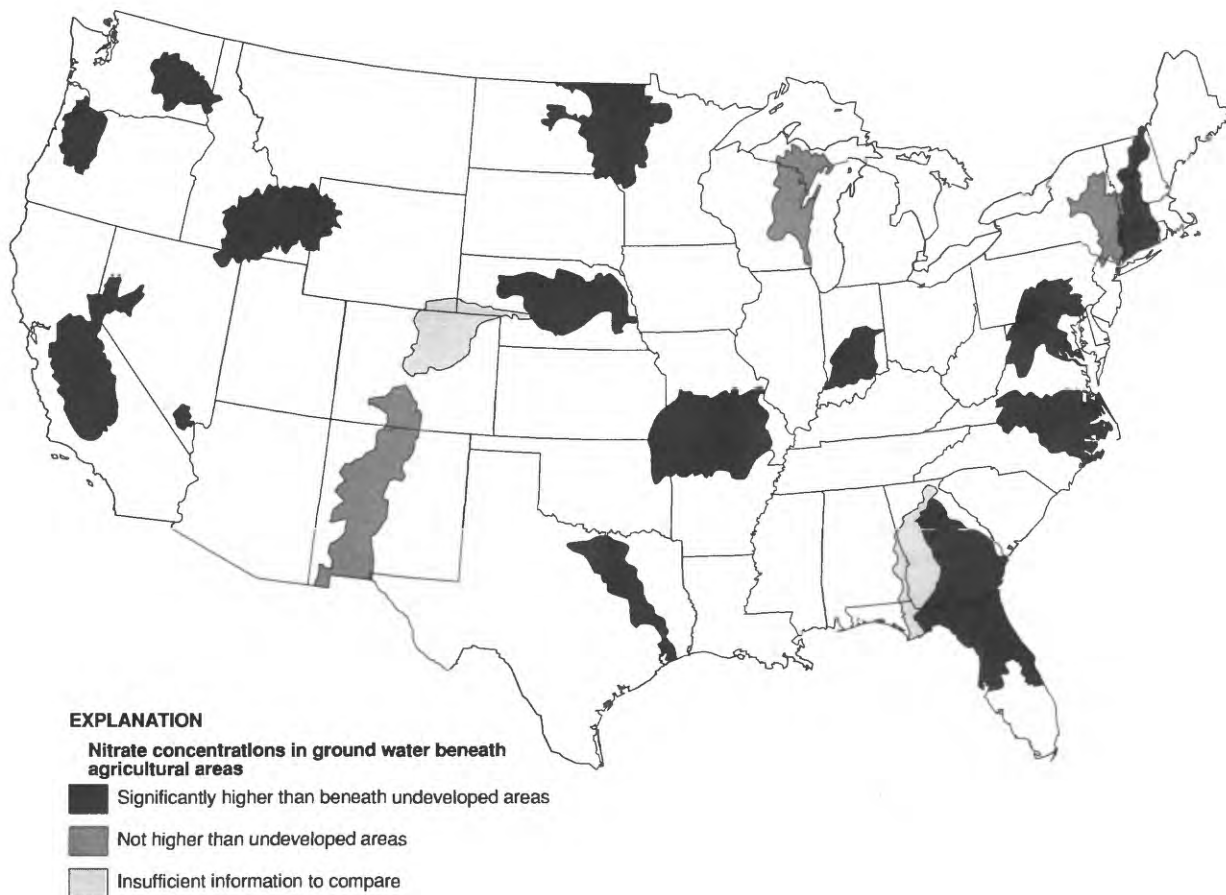 EXPLANATION
Nitrate concentrations in ground water beneath
agricultural areas
Significantly higher than beneath undeveloped areas
Not higher than undeveloped areas
Insufficient information to compare